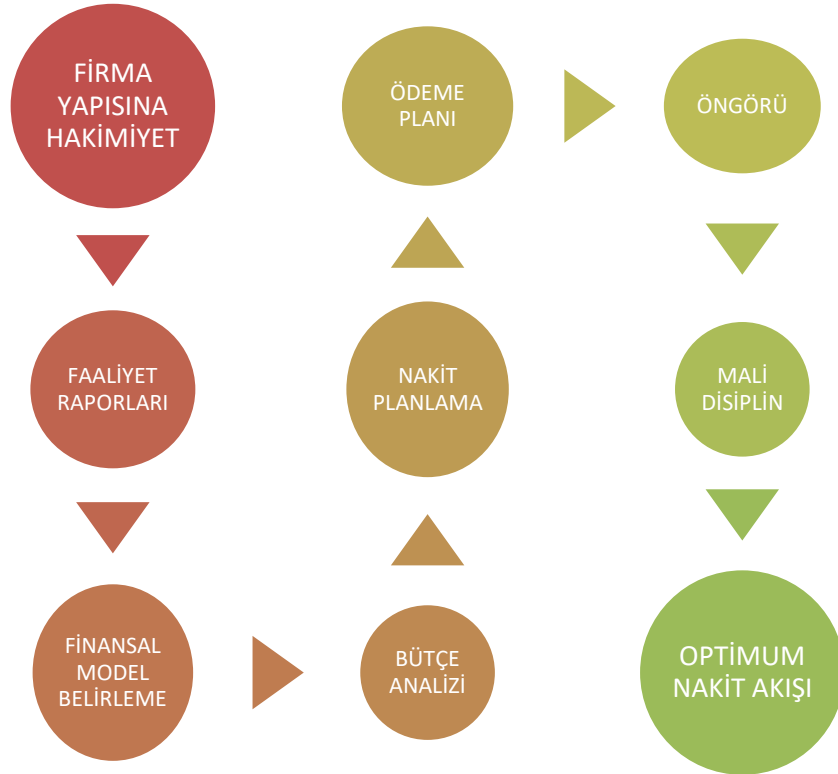 FİRMA
YAPISINA
HAKİMİYET
FAALİYET
RAPORLARI
FİNANSAL
MODEL
BELİRLEME
BÜTÇE
ANALİZİ
NAKİT
PLANLAMA
ÖDEME
PLANI
ÖNGÖRÜ
MALİ
DİSİPLİN
OPTİMUM
NAKİT AKIŞI